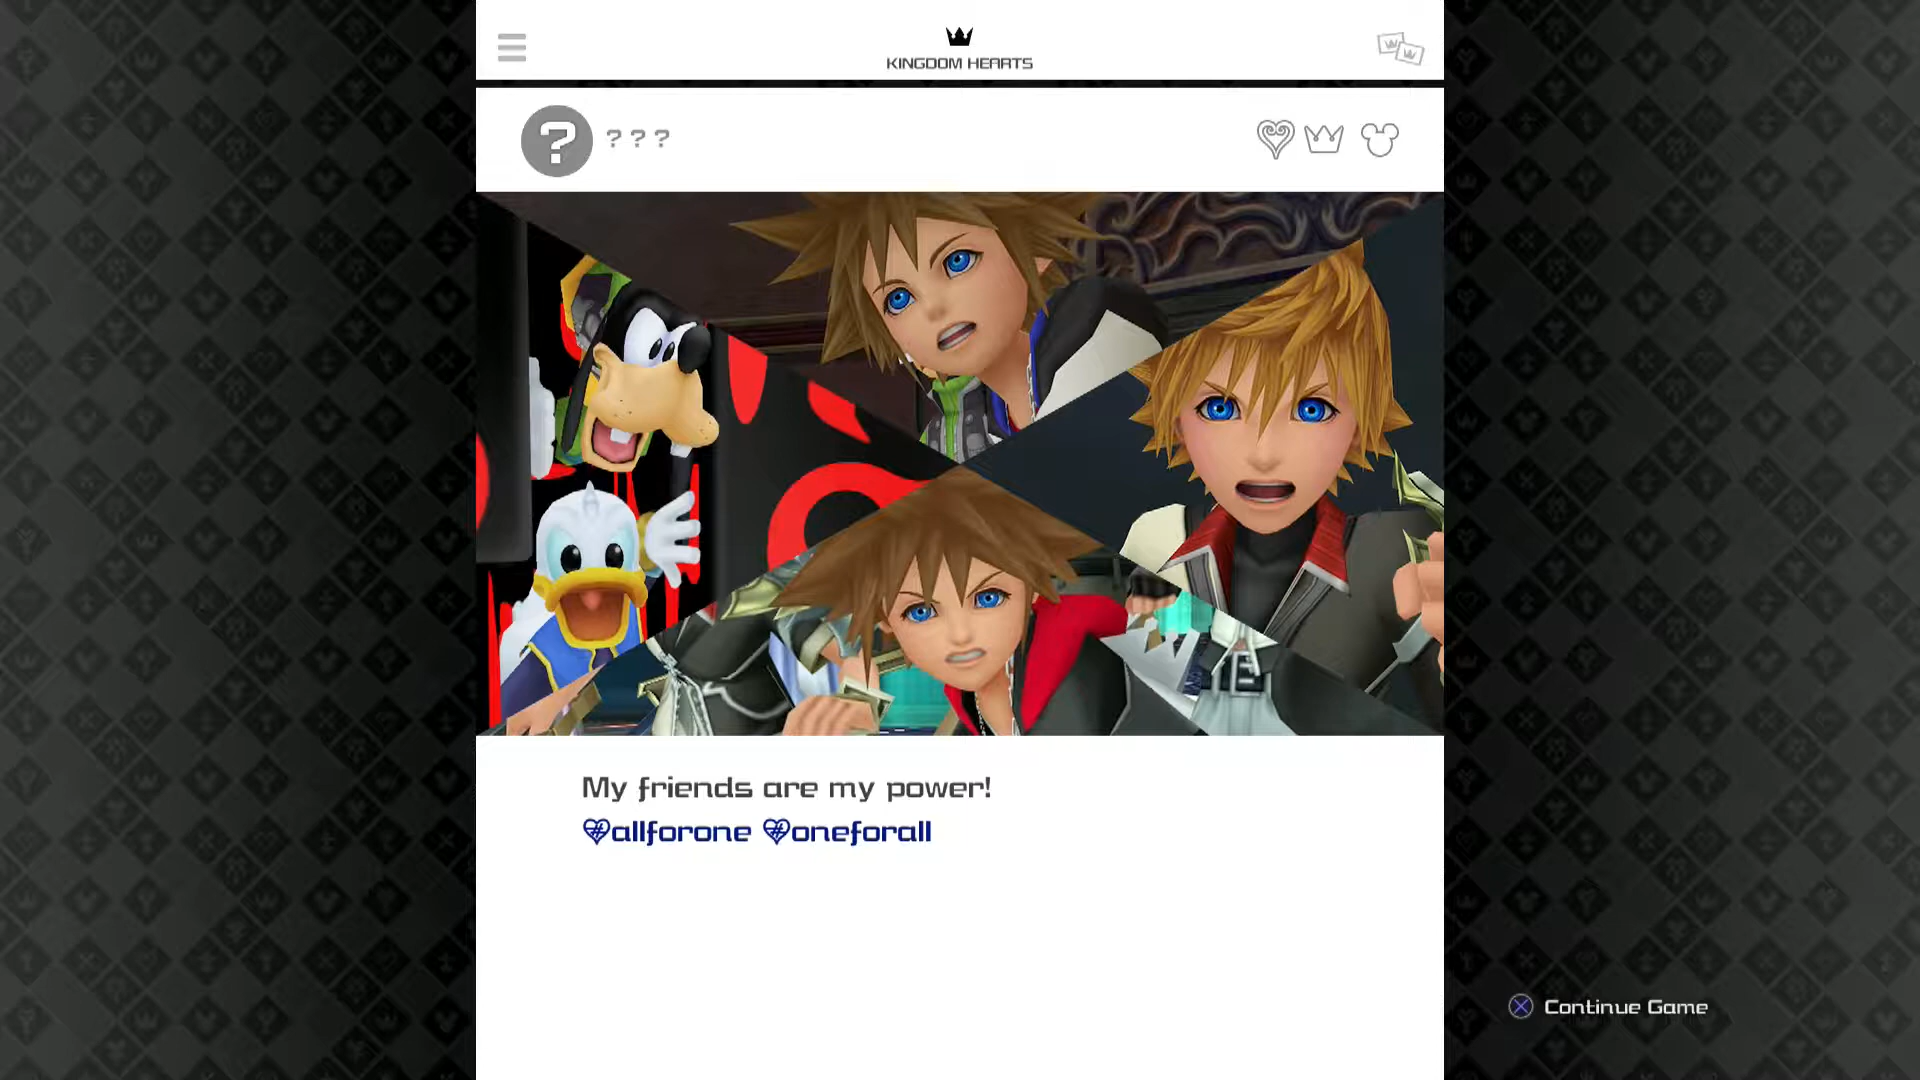 KINGDOM HEARTS
?
? ? ?
My friends are my power!
#allforone #oneforall
Continue Game